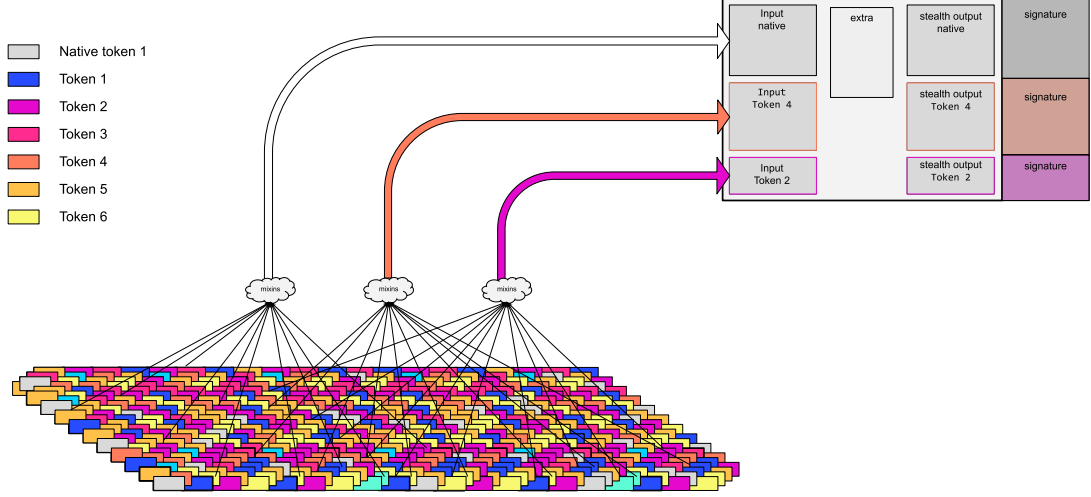 Native token 1
Token 1
Token 2
Token 3
Token 4
Token 5
Token 6
Input
native
extra
stealth output
native
signature
Input
Token 4
stealth output
Token 4
signature
Input
Token 2
stealth output
Token 2
signature
mixins
mixins
mixins